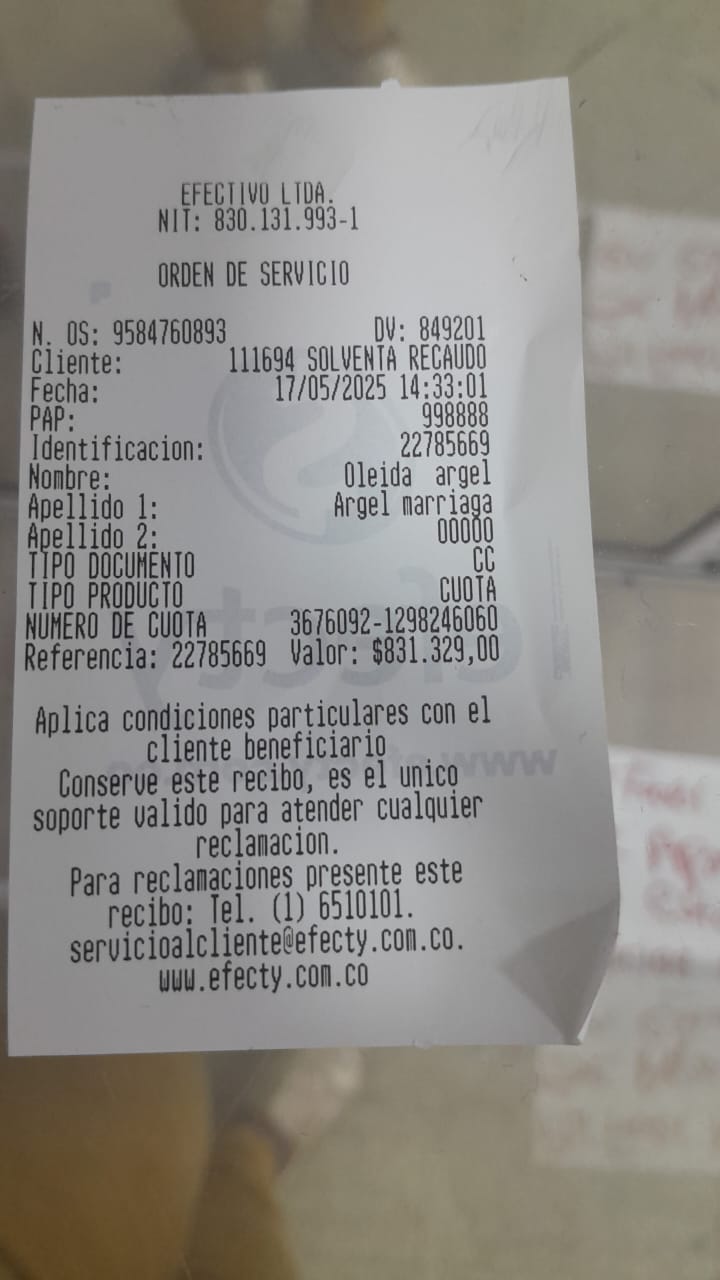 EFECTIVO LTDA.
NIT: 830.131.993-1
ORDEN DE SERVICIO
N. OS: 9584760893 DV: 849201
Cliente: 111694 SOLVENTA RECAUDO
Fecha: 17/05/2025 14:33:01
PAP: 998888
Identificacion: 22785669
Nombre: Oleida argel
Apellido 1: Argel marriaga
Apellido 2: 00000
TIPO DOCUMENTO CC
TIPO PRODUCTO CUOTA
NUMERO DE CUOTA 3676092-1298246060
Referencia: 22785669 Valor: $831.329,00
Aplica condiciones particulares con el
cliente beneficiario
Conserve este recibo, es el unico
soporte valido para atender cualquier
reclamacion.
Para reclamaciones presente este
recibo: Tel. (1) 6510101.
servicioalcliente@efecty.com.co.
www.efecty.com.co